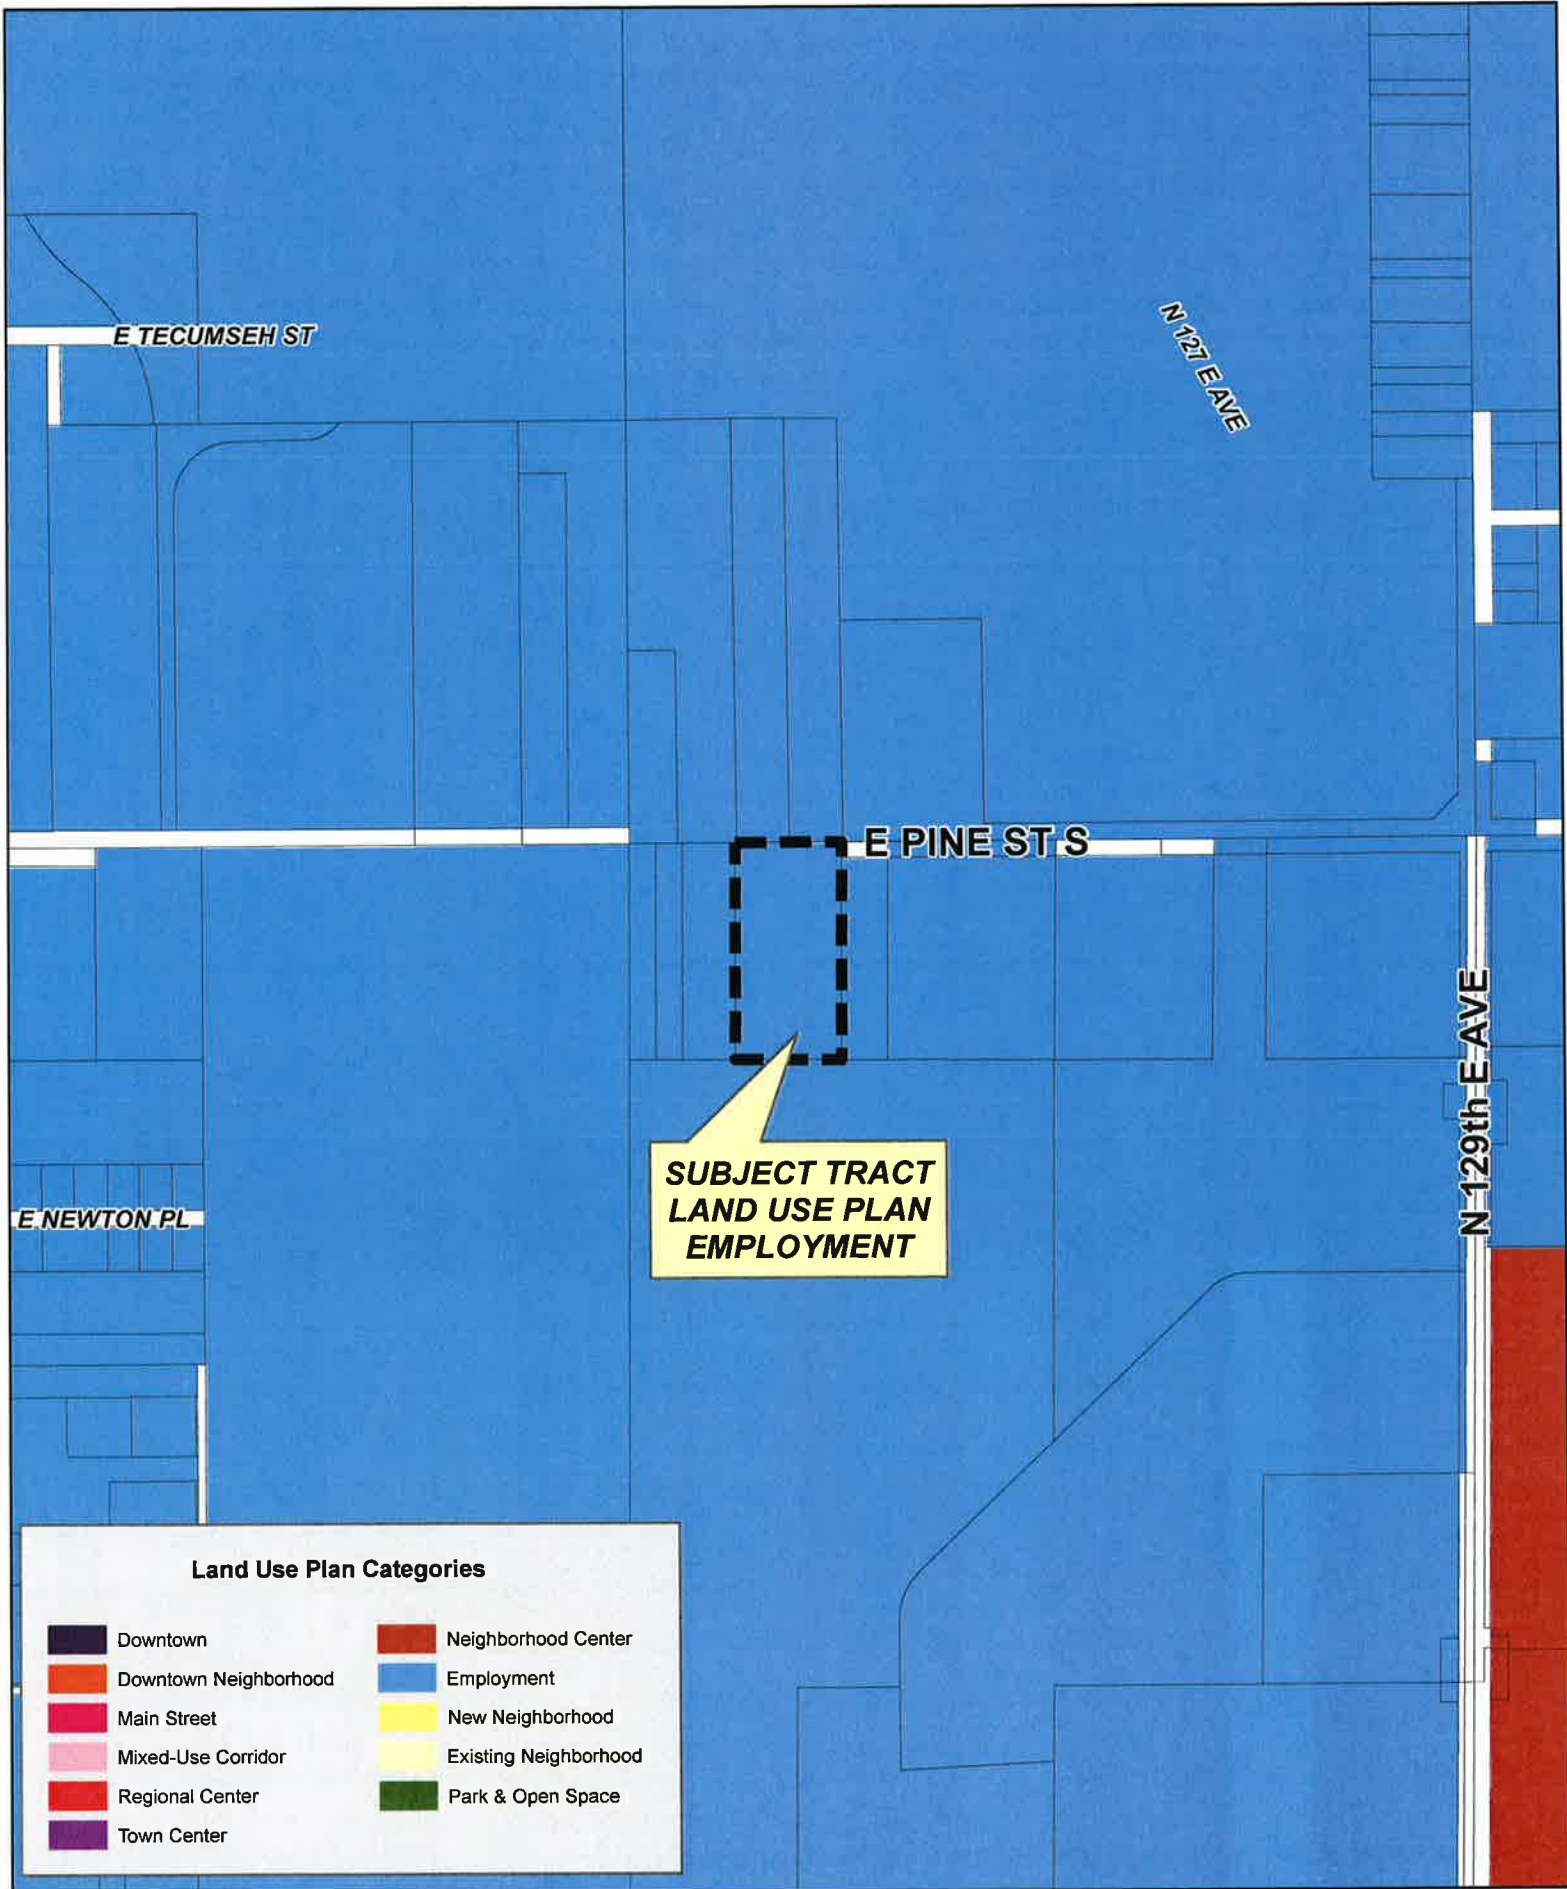 E TECUMSEH ST
N 127 E AVE
E PINE ST S
N 129th E AVE
SUBJECT TRACT
LAND USE PLAN
EMPLOYMENT
E NEWTON PL
Land Use Plan Categories
Downtown
Downtown Neighborhood
Main Street
Mixed-Use Corridor
Regional Center
Town Center
Neighborhood Center
Employment
New Neighborhood
Existing Neighborhood
Park & Open Space